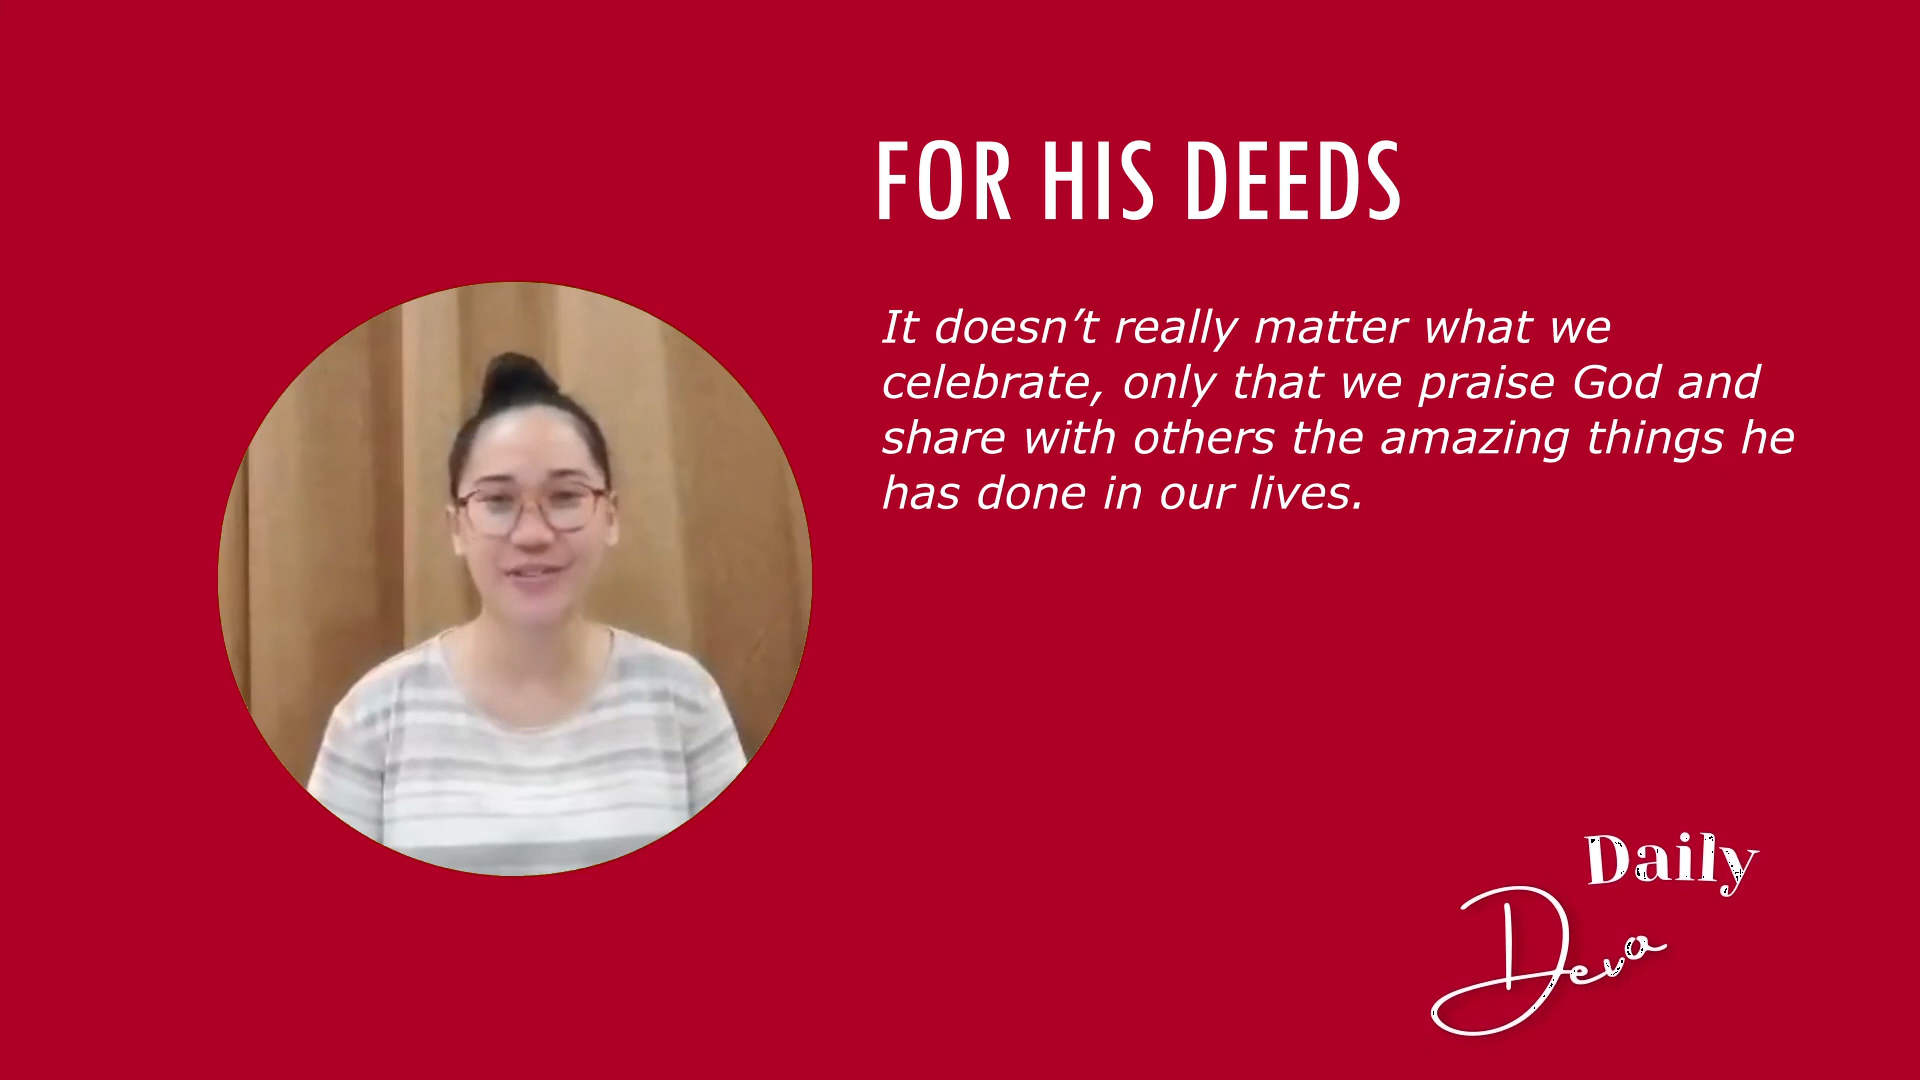 FOR HIS DEEDS
It doesn’t really matter what we
celebrate, only that we praise God and
share with others the amazing things he
has done in our lives.
Daily
Devo